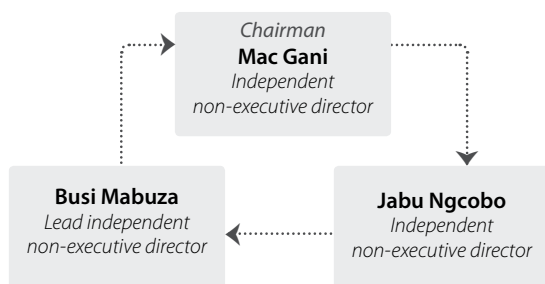 Chairman
Mac Gani
Independent
non-executive director
Busi Mabuza
Lead independent
non-executive director
Jabu Ngcobo
Independent
non-executive director